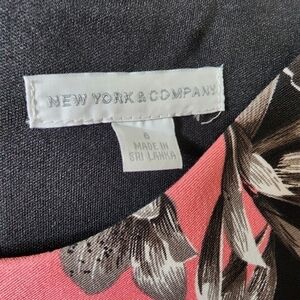 NEW YORK & COMPANY
6
MADE IN
SRI LANKA